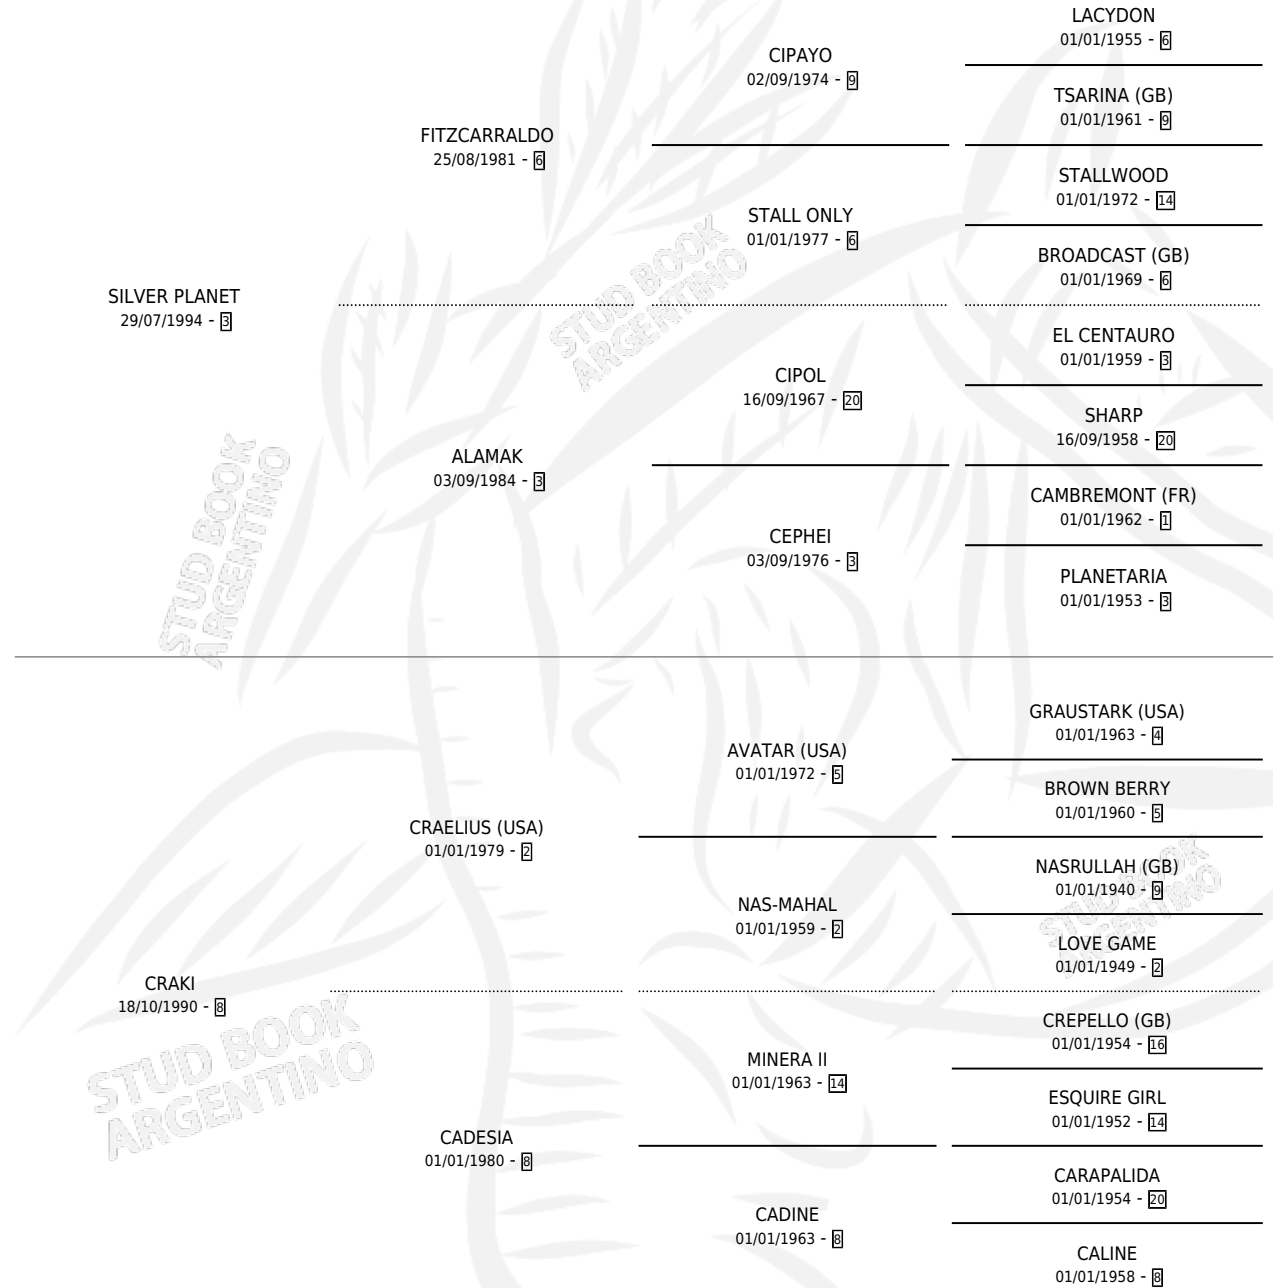 LACYDON
01/01/1955 - 6
CIPAYO
02/09/1974 - 9
TSARINA (GB)
01/01/1961 - 9
FITZCARRALDO
25/08/1981 - 6
STALLWOOD
01/01/1972 - 14
STALL ONLY
01/01/1977 - 6
BROADCAST (GB)
01/01/1969 - 6
SILVER PLANET
29/07/1994 - 3
STUD BOOK
ARGENTINO
EL CENTAURO
01/01/1959 - 3
CIPOL
16/09/1967 - 20
SHARP
16/09/1958 - 20
ALAMAK
03/09/1984 - 3
CAMBREMONT (FR)
01/01/1962 - 1
CEPHEI
03/09/1976 - 3
PLANETARIA
01/01/1953 - 3
STUD BOOK
ARGENTINO
GRAUSTARK (USA)
01/01/1963 - 4
AVATAR (USA)
01/01/1972 - 5
BROWN BERRY
01/01/1960 - 5
CRAELIUS (USA)
01/01/1979 - 2
NASRULLAH (GB)
01/01/1940 - 9
NAS-MAHAL
01/01/1959 - 2
LOVE GAME
01/01/1949 - 2
STUD BOOK
ARGENTINO
CRAKI
18/10/1990 - 8
CREPELLO (GB)
01/01/1954 - 16
MINERA II
01/01/1963 - 14
ESQUIRE GIRL
01/01/1952 - 14
STUD BOOK
ARGENTINO
CADESIA
01/01/1980 - 8
CARAPALIDA
01/01/1954 - 20
CADINE
01/01/1963 - 8
CALINE
01/01/1958 - 8